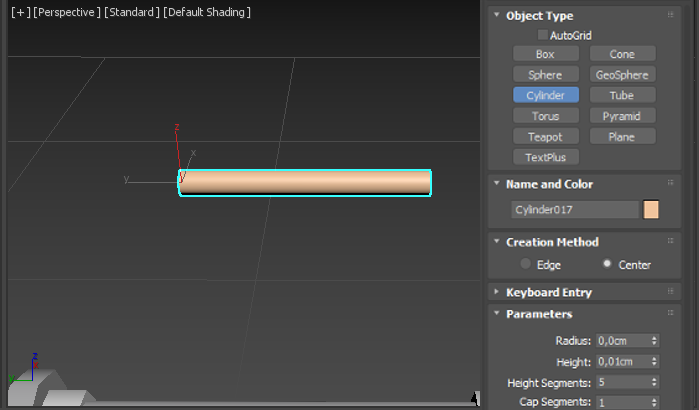 [+] [Perspective] [Standard] [Default Shading]
z
x
y
y
z
y
Object Type
AutoGrid
Box Cone
Sphere GeoSphere
Cylinder Tube
Torus Pyramid
Teapot Plane
TextPlus
Name and Color
Cylinder017
Creation Method
Edge Center
Keyboard Entry
Parameters
Radius: 0,0cm
Height: 0,01cm
Height Segments: 5
Cap Segments: 1